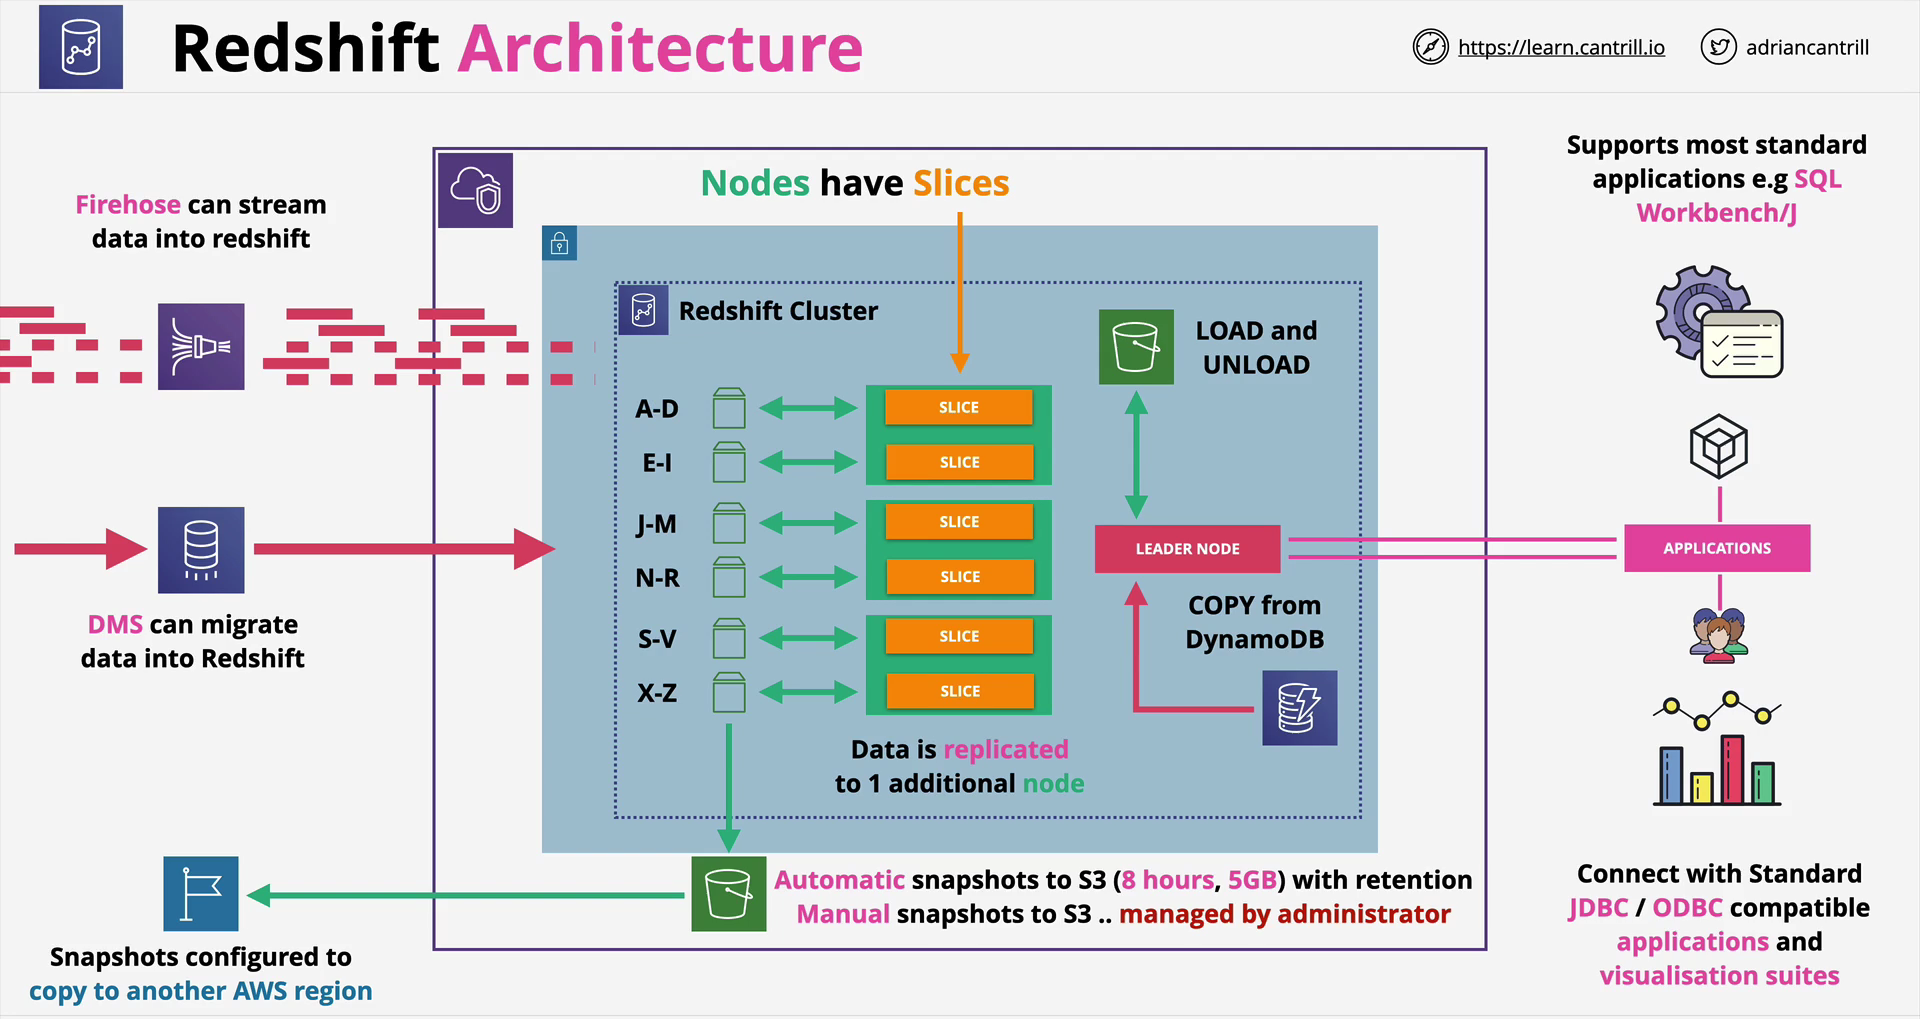 Redshift Architecture
https://learn.cantrill.io
adriancantrill
Firehose can stream
data into redshift
DMS can migrate
data into Redshift
Snapshots configured to
copy to another AWS region
Nodes have Slices
Redshift Cluster
A-D
SLICE
E-I
SLICE
J-M
SLICE
N-R
SLICE
S-V
SLICE
X-Z
SLICE
Data is replicated
to 1 additional node
LOAD and
UNLOAD
LEADER NODE
COPY from
DynamoDB
Automatic snapshots to S3 (8 hours, 5GB) with retention
Manual snapshots to S3 .. managed by administrator
Supports most standard
applications e.g SQL
Workbench/J
APPLICATIONS
Connect with Standard
JDBC / ODBC compatible
applications and
visualisation suites